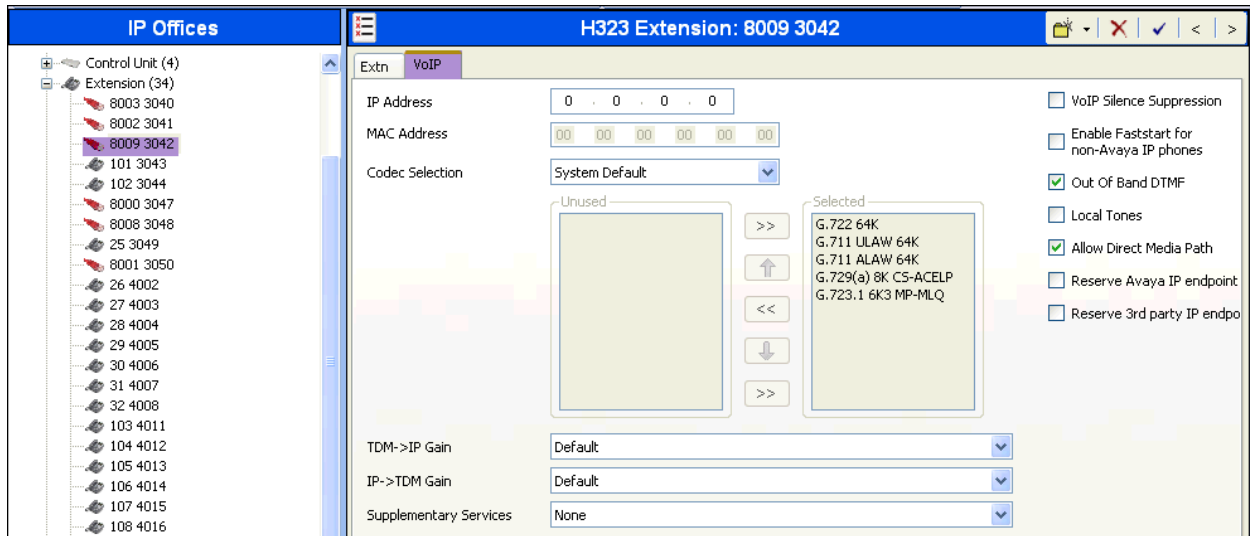 IP Offices
Control Unit (4)
Extension (34)
8003 3040
8002 3041
8009 3042
101 3043
102 3044
8000 3047
8008 3048
25 3049
8001 3050
26 4002
27 4003
28 4004
29 4005
30 4006
31 4007
32 4008
103 4011
104 4012
105 4013
106 4014
107 4015
108 4016
H323 Extension: 8009 3042
Extn VoIP
IP Address 0 . 0 . 0 . 0
MAC Address 00 00 00 00 00 00
Codec Selection System Default
Unused
>>
<<
>>
Selected
G.722 64K
G.711 ULAW 64K
G.711 ALAW 64K
G.729(a) 8K CS-ACELP
G.723.1 6K3 MP-MLQ
TDM->IP Gain Default
IP->TDM Gain Default
Supplementary Services None
VoIP Silence Suppression
Enable Faststart for
non-Avaya IP phones
Out Of Band DTMF
Local Tones
Allow Direct Media Path
Reserve Avaya IP endpoint
Reserve 3rd party IP endpo